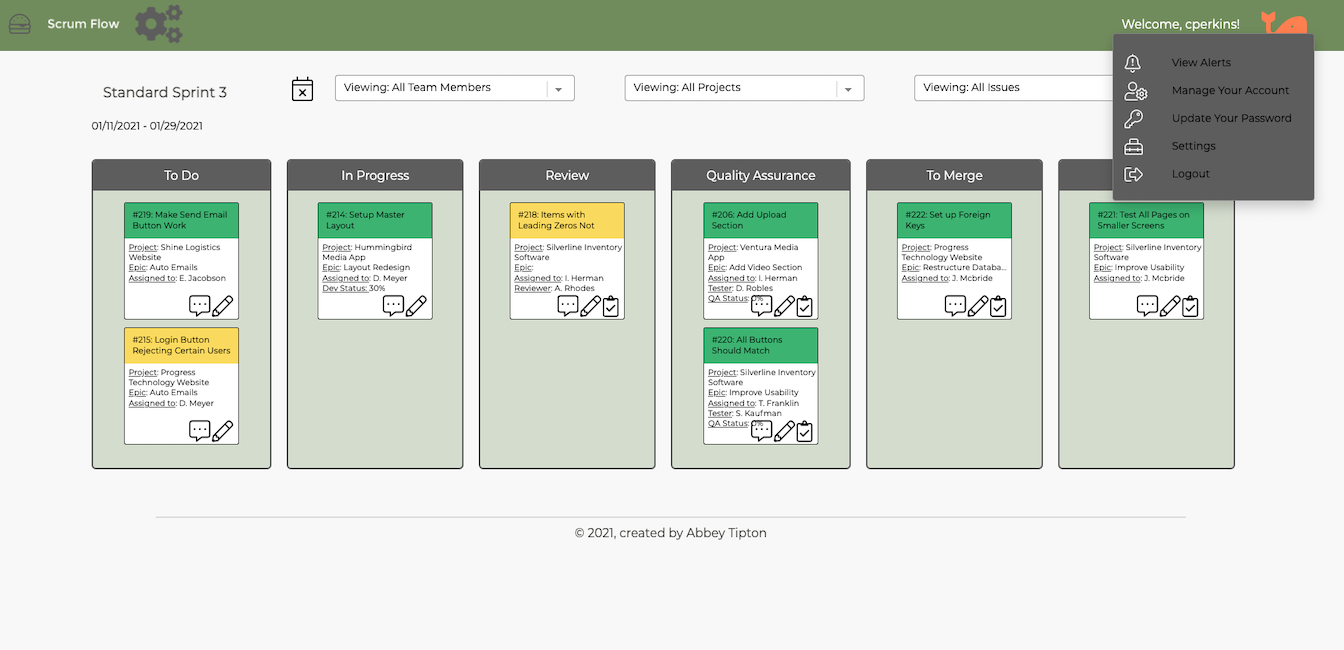 Scrum Flow
Welcome, cperkins!
View Alerts
Manage Your Account
Update Your Password
Settings
Logout
Standard Sprint 3
Viewing: All Team Members
Viewing: All Projects
Viewing: All Issues
01/11/2021 - 01/29/2021
To Do
#219: Make Send Email
Button Work
Project: Shine Logistics
Website
Epic: Auto Emails
Assigned to: E. Jacobson
#215: Login Button
Rejecting Certain Users
Project: Progress
Technology Website
Epic: Auto Emails
Assigned to: D. Meyer
In Progress
#214: Setup Master
Layout
Project: Hummingbird
Media App
Epic: Layout Redesign
Assigned to: D. Meyer
Dev Status: 30%
Review
#218: Items with
Leading Zeros Not
Project: Silverline Inventory
Software
Epic:
Assigned to: I. Herman
Reviewer: A. Rhodes
Quality Assurance
#206: Add Upload
Section
Project: Ventura Media
App
Epic: Add Video Section
Assigned to: I. Herman
Tester: D. Robles
QA Status: 0%
#220: All Buttons
Should Match
Project: Silverline Inventory
Software
Epic: Improve Usability
Assigned to: T. Franklin
Tester: S. Kaufman
QA Status: 0%
To Merge
#222: Set up Foreign
Keys
Project: Progress
Technology Website
Epic: Restructure Databa...
Assigned to: J. Mcbride
#221: Test All Pages on
Smaller Screens
Project: Silverline Inventory
Software
Epic: Improve Usability
Assigned to: J. Mcbride
© 2021, created by Abbey Tipton